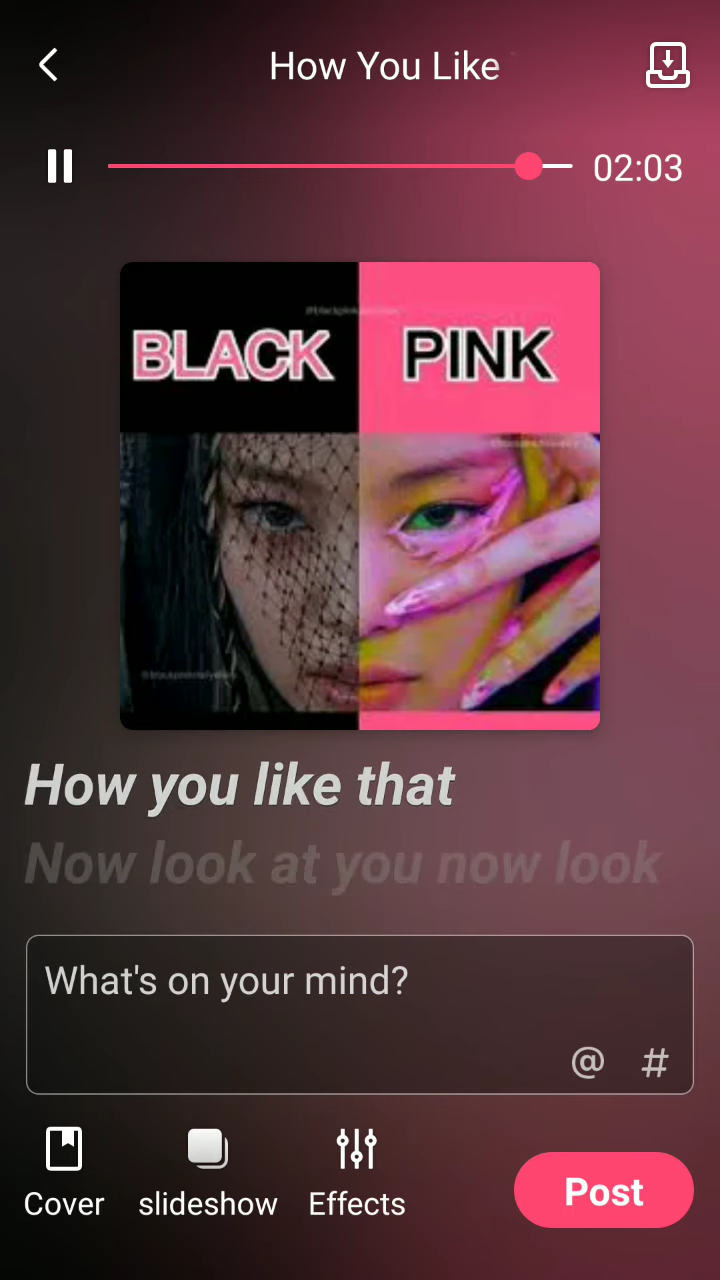 How You Like
02:03
BLACK PINK
How you like that
Now look at you now look
What's on your mind?
@ #
Cover slideshow Effects
Post